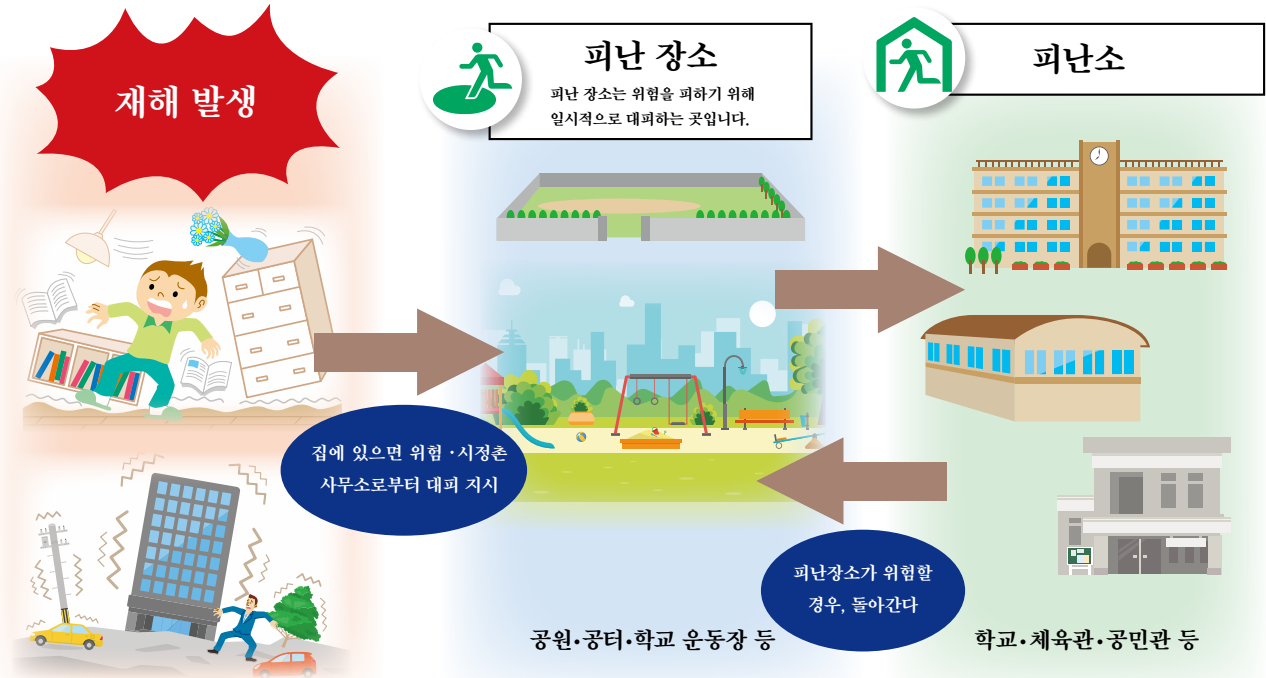 재해 발생
피난 장소
피난 장소는 위험을 피하기 위해
일시적으로 대피하는 곳입니다.
피난소
집에 있으면 위험 · 시정촌
사무소로부터 대피 지시
피난장소가 위험할
경우, 돌아간다
공원·공터·학교 운동장 등
학교·체육관·공민관 등